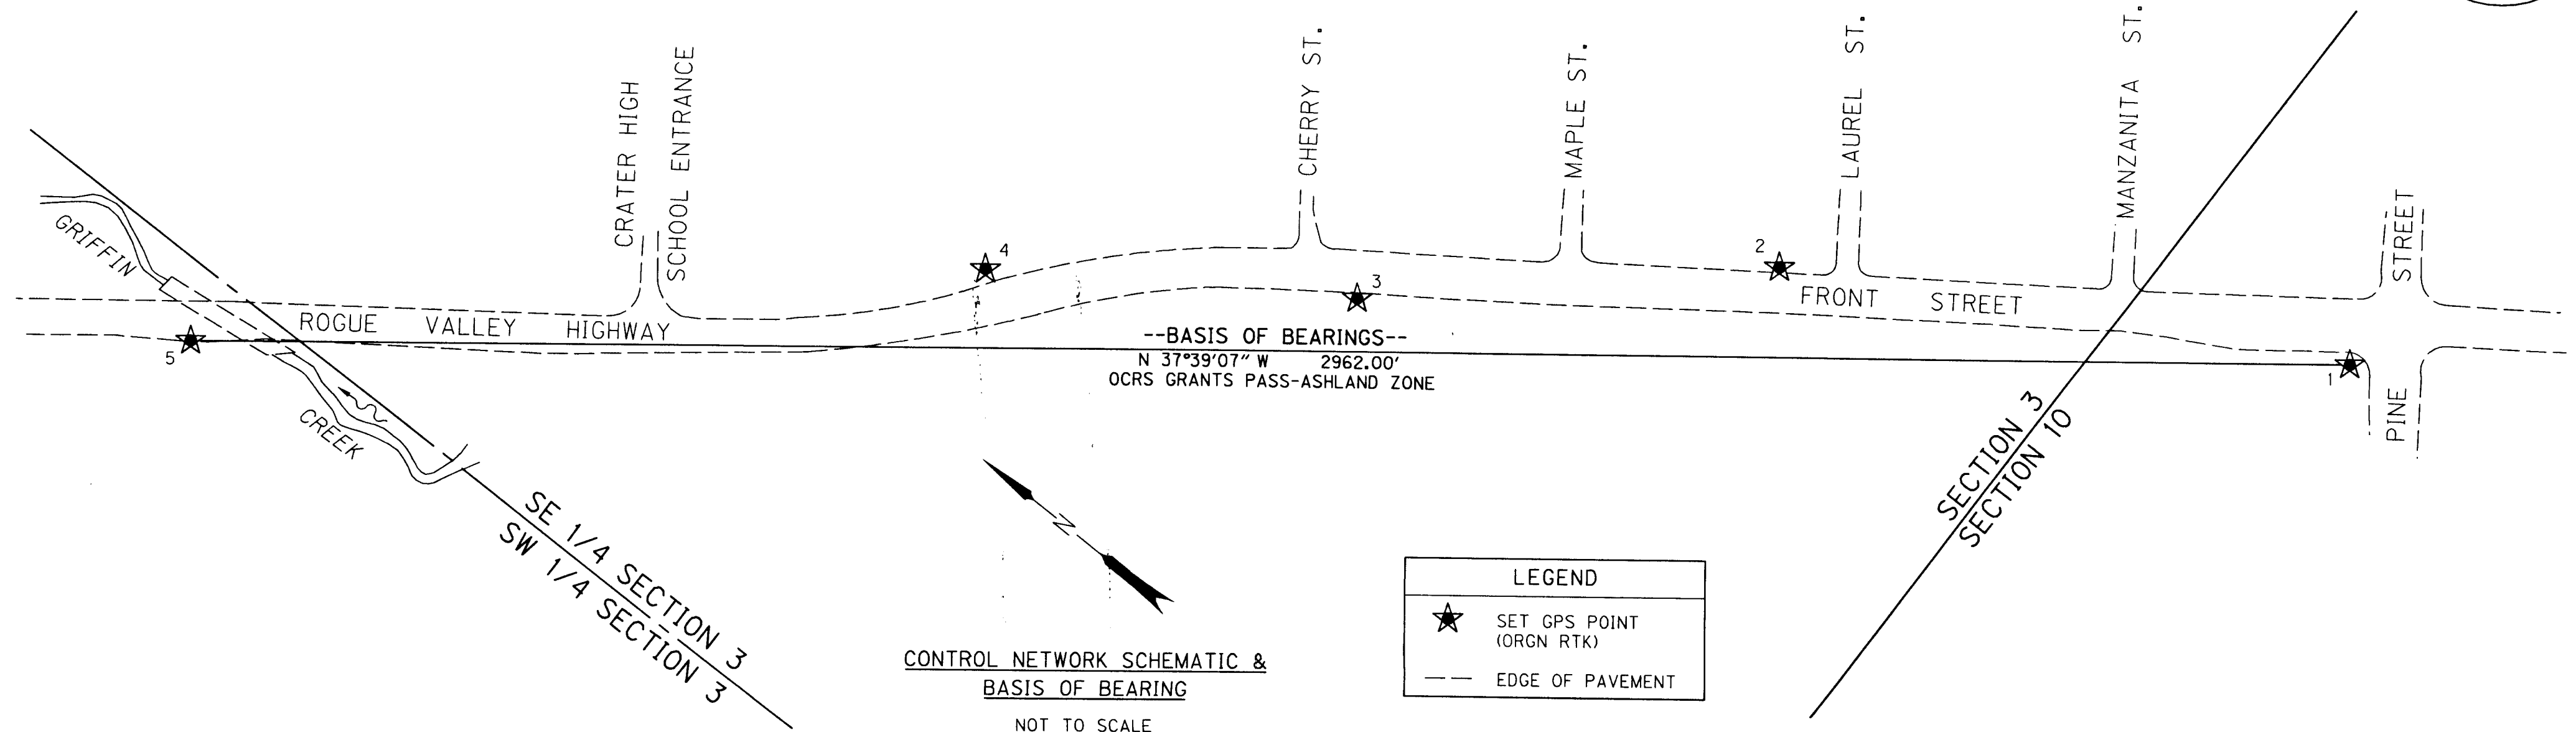 CRATER HIGH
SCHOOL ENTRANCE
CHERRY ST.
MAPLE ST.
LAUREL ST.
MANZANITA ST.
PINE STREET
GRIFFIN
CREEK
ROGUE VALLEY HIGHWAY
FRONT STREET
5
4
3
2
1
--BASIS OF BEARINGS--
N 37°39'07" W 2962.00'
OCRS GRANTS PASS-ASHLAND ZONE
SE 1/4 SECTION 3
SW 1/4 SECTION 3
SECTION 3
SECTION 10
N
CONTROL NETWORK SCHEMATIC &
BASIS OF BEARING
NOT TO SCALE
LEGEND
SET GPS POINT
(ORGN RTK)
EDGE OF PAVEMENT